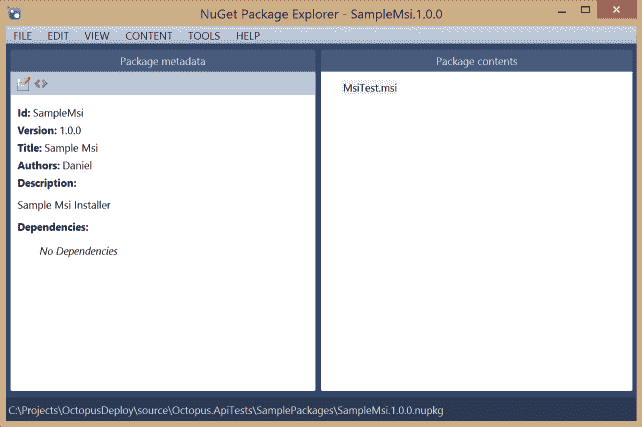 NuGet Package Explorer - SampleMsi.1.0.0
FILE EDIT VIEW CONTENT TOOLS HELP
Package metadata
Id: SampleMsi
Version: 1.0.0
Title: Sample Msi
Authors: Daniel
Description:
Sample Msi Installer
Dependencies:
No Dependencies
Package contents
MsiTest.msi
C:\Projects\OctopusDeploy\source\Octopus.ApiTests\SamplePackages\SampleMsi.1.0.0.nupkg